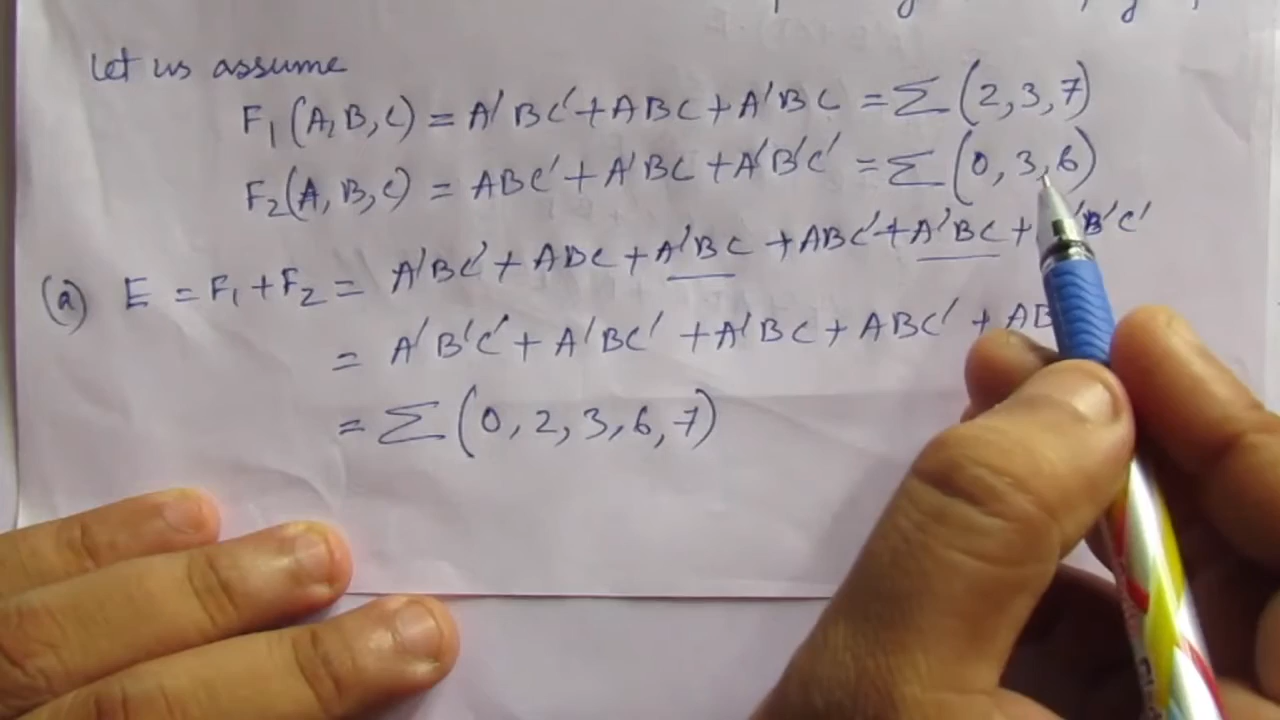 Let us assume
F₁(A,B,C) = A'BC' + ABC + A'BC = Σ(2,3,7)
F₂(A,B,C) = ABC' + A'BC + A'B'C' = Σ(0,3,6)
(a) E = F₁+F₂ = A'BC' + ABC + A'BC + ABC' + A'BC + 'B'C'
= A'B'C' + A'BC' + A'BC + ABC' + AB
= Σ(0,2,3,6,7)